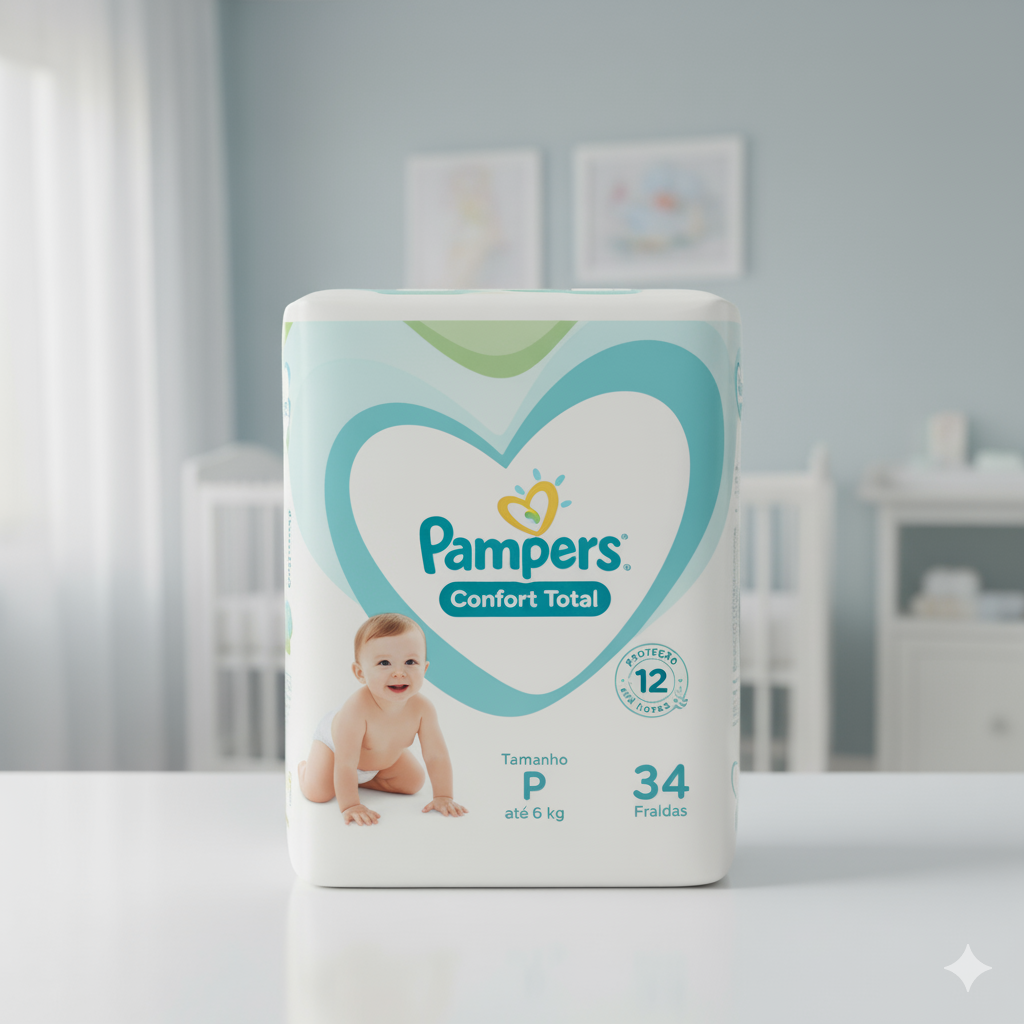 Pampers®
Confort Total
12
Tamanho
P
até 6 kg
34
Fraldas